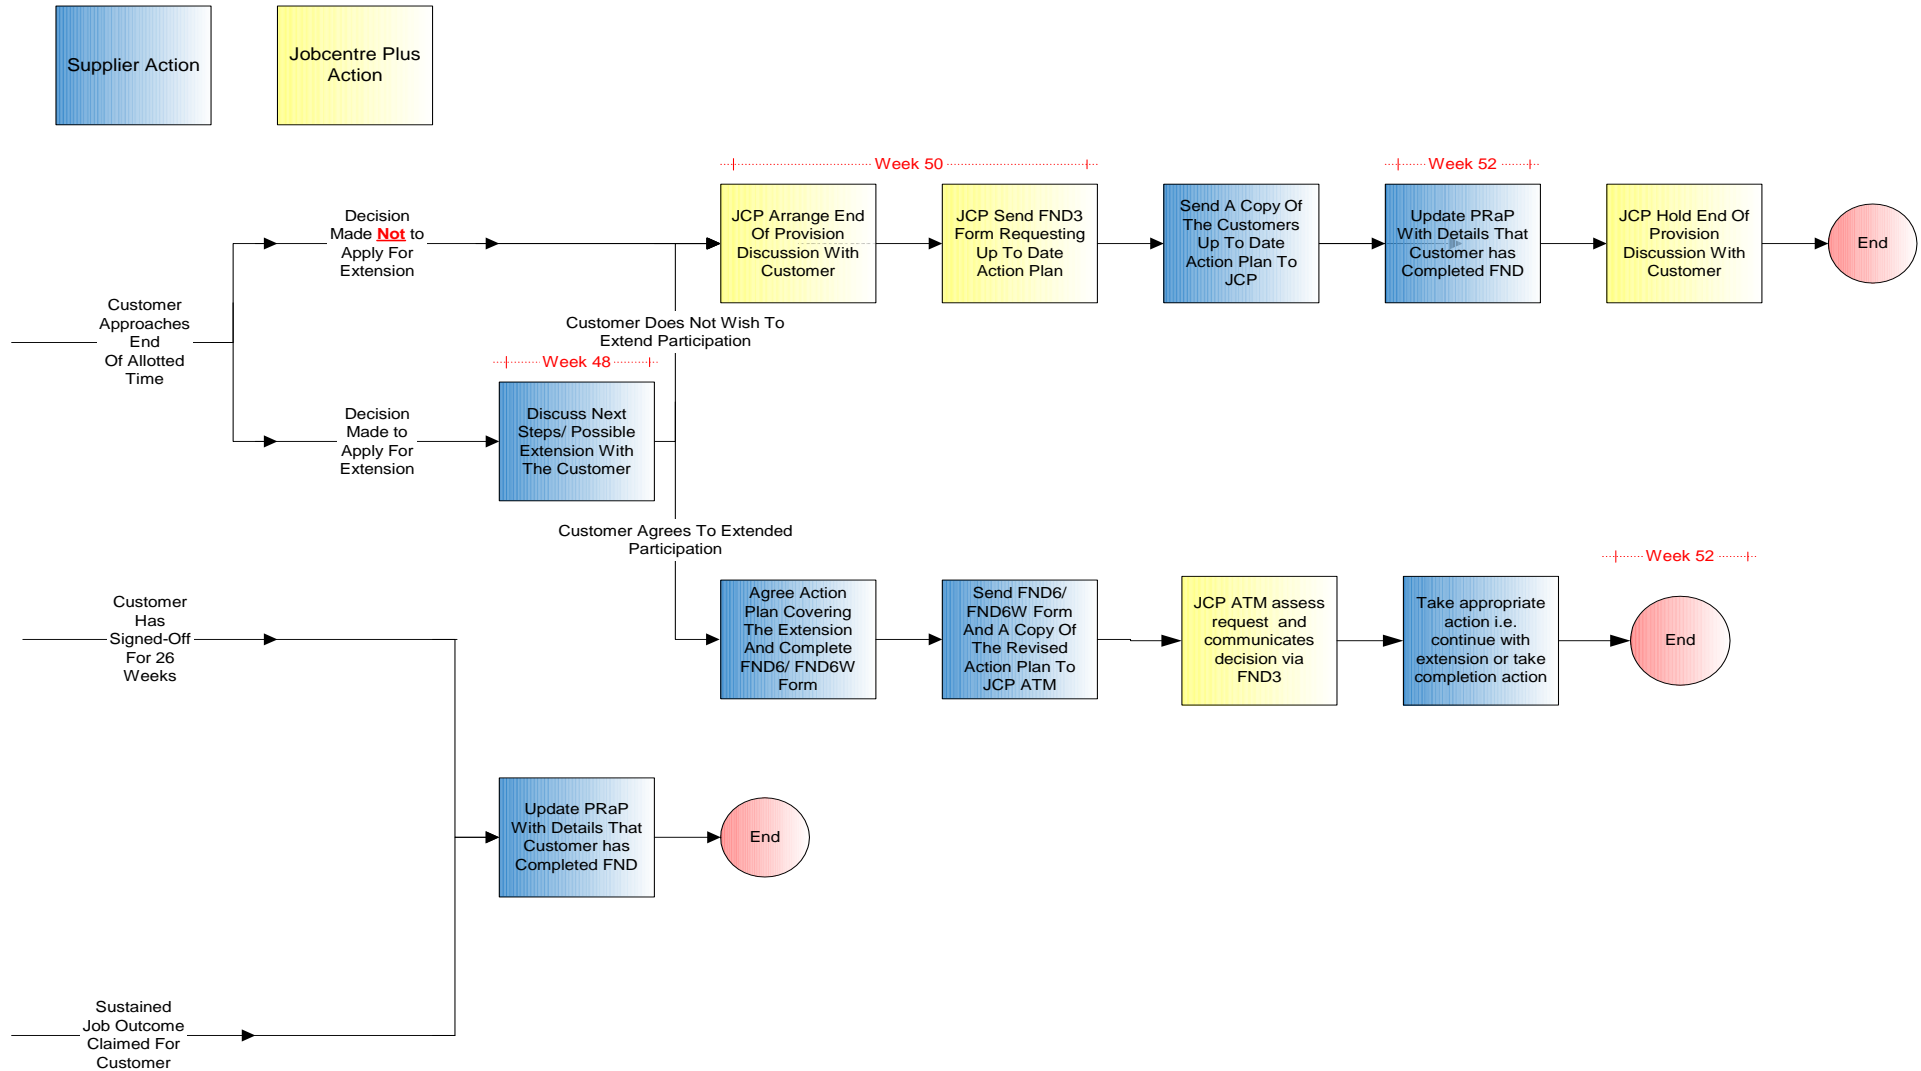 Supplier Action
Jobcentre Plus
Action
Week 50
Week 52
Decision
Made Not to
Apply For
Extension
JCP Arrange End
Of Provision
Discussion With
Customer
JCP Send FND3
Form Requesting
Up To Date
Action Plan
Send A Copy Of
The Customers
Up To Date
Action Plan To
JCP
Update PRaP
With Details That
Customer has
Completed FND
JCP Hold End Of
Provision
Discussion With
Customer
End
Customer
Approaches
End
Of Allotted
Time
Customer Does Not Wish To
Extend Participation
Week 48
Decision
Made to
Apply For
Extension
Discuss Next
Steps/ Possible
Extension With
The Customer
Customer Agrees To Extended
Participation
Week 52
Customer
Has
Signed-Off
For 26
Weeks
Agree Action
Plan Covering
The Extension
And Complete
FND6/ FND6W
Form
Send FND6/
FND6W Form
And A Copy Of
The Revised
Action Plan To
JCP ATM
JCP ATM assess
request and
communicates
decision via
FND3
Take appropriate
action i.e.
continue with
extension or take
completion action
End
Update PRaP
With Details That
Customer has
Completed FND
End
Sustained
Job Outcome
Claimed For
Customer